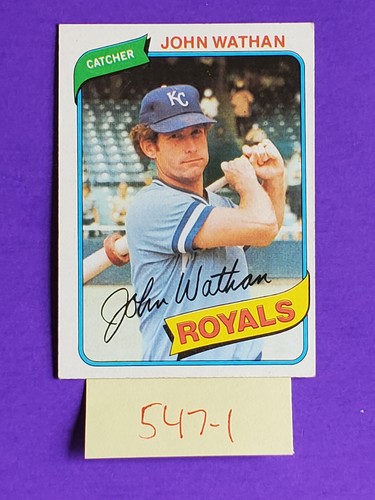 JOHN WATHAN
CATCHER
KC
John Wathan
ROYALS
547-1